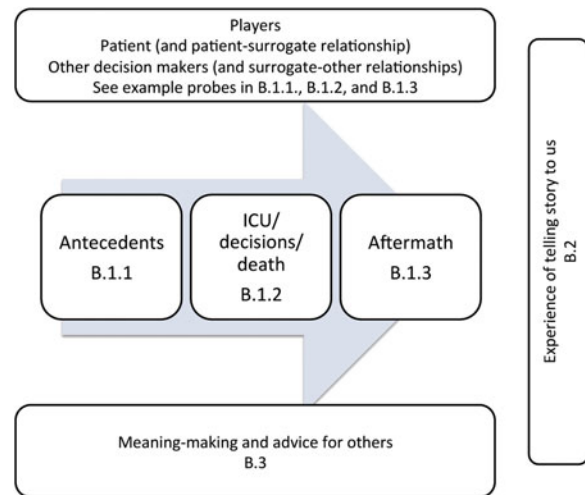 Players
Patient (and patient-surrogate relationship)
Other decision makers (and surrogate-other relationships)
See example probes in B.1.1., B.1.2, and B.1.3
Antecedents
B.1.1
ICU/
decisions/
death
B.1.2
Aftermath
B.1.3
Meaning-making and advice for others
B.3
Experience of telling story to us
B.2